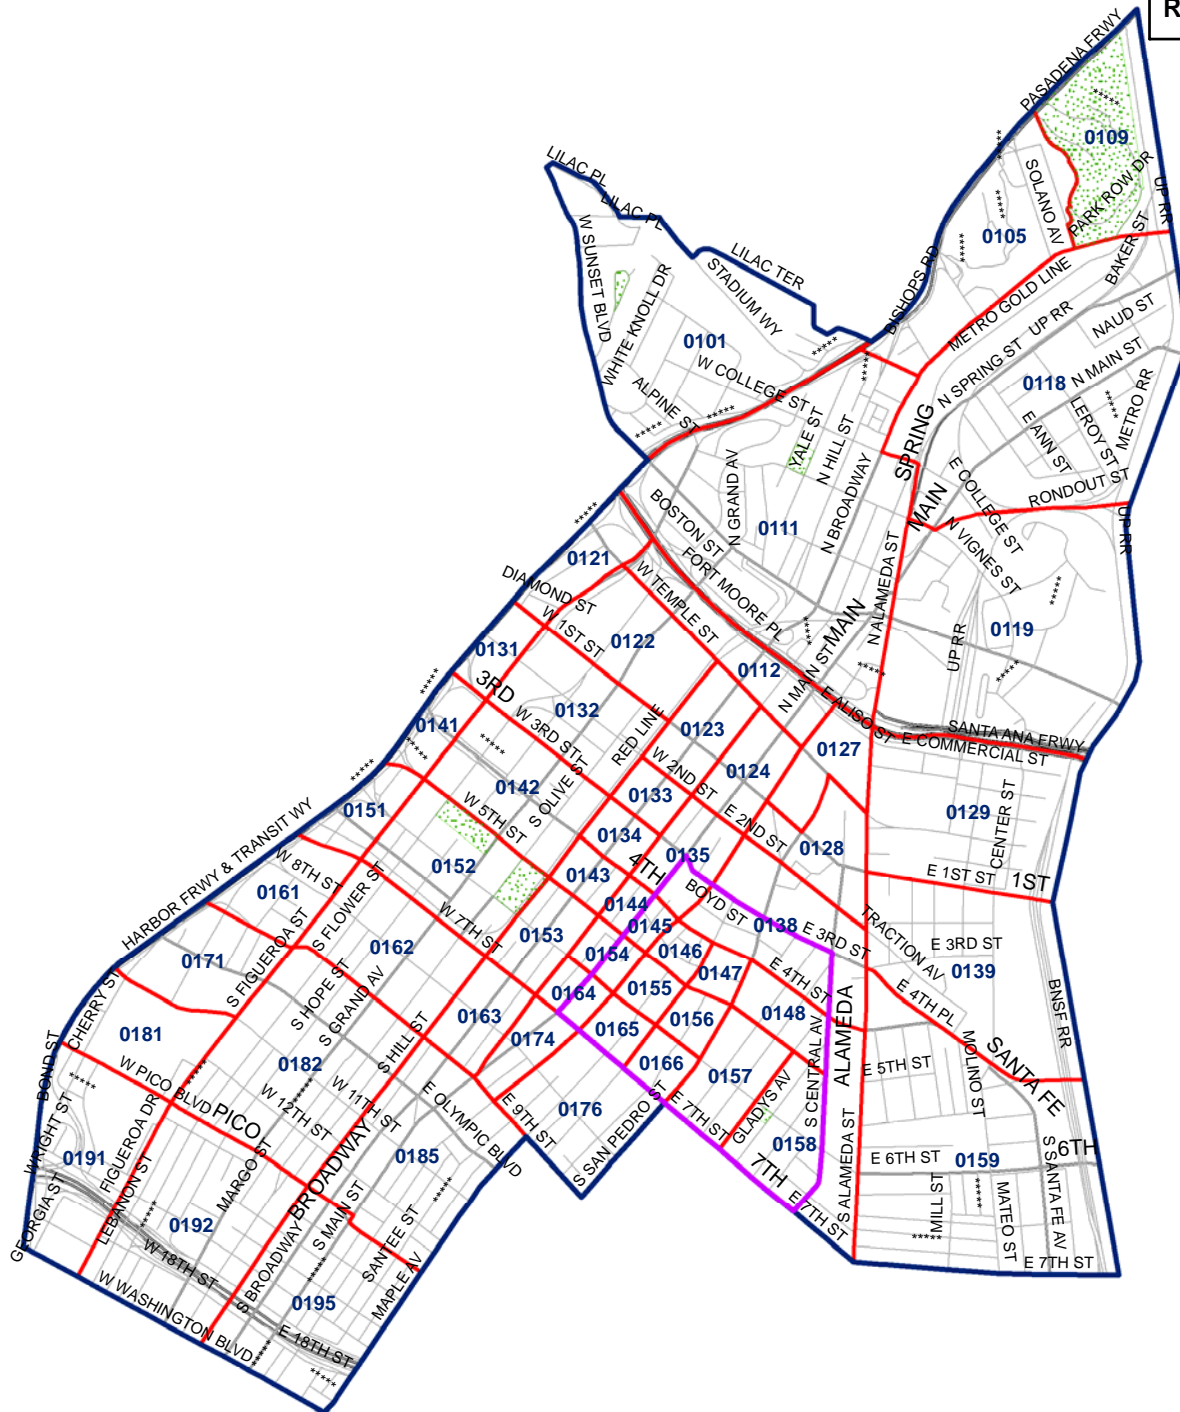 R
PASADENA FRWY
*****
0109
LILAC PL
LILAC PL
SOLANO AV
PARK ROW DR
UP RR
*****
*****
*****
0105
W SUNSET BLVD
LILAC TER
STADIUM WY
BISHOPS RD
BAKER ST
METRO GOLD LINE
WHITE KNOLL DR
0101
*****
*****
UP RR
NAUD ST
N SPRING ST
N MAIN ST
W COLLEGE ST
0118
ALPINE ST
*****
*****
YALE ST
N HILL ST
SPRING
E ANN ST
LEROY ST
*****
METRO RR
N GRAND AV
N BROADWAY
MAIN
E COLLEGE ST
RONDOUT ST
*****
BOSTON ST
0111
N VIGNES ST
UP RR
0121
FORT MOORE PL
N ALAMEDA ST
*****
DIAMOND ST
W TEMPLE ST
*****
MAIN
UP RR
0119
W 1ST ST
0122
0131
3RD
0112
N MAIN ST
*****
*****
*****
0132
RED LINE
E ALISO ST
SANTA ANA FRWY
0141
W 3RD ST
0123
0127
E COMMERCIAL ST
*****
*****
*****
0142
S OLIVE ST
W 2ND ST
0124
0133
E 2ND ST
0129
CENTER ST
0151
W 5TH ST
0134
4TH
0135
0128
HARBOR FRWY & TRANSIT WY
W 8TH ST
0152
0143
E 1ST ST
1ST
0161
S FLOWER ST
BOYD ST
0144
W 7TH ST
0145
0138
E 3RD ST
TRACTION AV
E 3RD ST
S FIGUEROA ST
0162
0153
0154
0146
0171
0147
E 4TH ST
0139
S HOPE ST
S GRAND AV
0164
0155
CHERRY ST
0163
0156
0148
ALAMEDA
E 4TH PL
BNSF RR
0181
0174
0165
S CENTRAL AV
SANTA FE
BOND ST
S HILL ST
0182
0166
E 5TH ST
MOLINO ST
W PICO BLVD
*****
0157
GLADYS AV
*****
PICO
*****
W 12TH ST
W 11TH ST
E OLYMPIC BLVD
E 9TH ST
0176
S SAN PEDRO ST
E 7TH ST
WRIGHT ST
FIGUEROA DR
0158
S ALAMEDA ST
0191
MARGO ST
BROADWAY
0185
7TH
E 6TH ST
0159
6TH
GEORGIA ST
LEBANON ST
*****
0192
*****
S MAIN ST
SANTEE ST
E 7TH ST
MILL ST
*****
MATEO ST
S SANTA FE AV
*****
W 18TH ST
S BROADWAY
*****
MAPLE AV
E 7TH ST
W WASHINGTON BLVD
0195
E 18TH ST
*****
*****